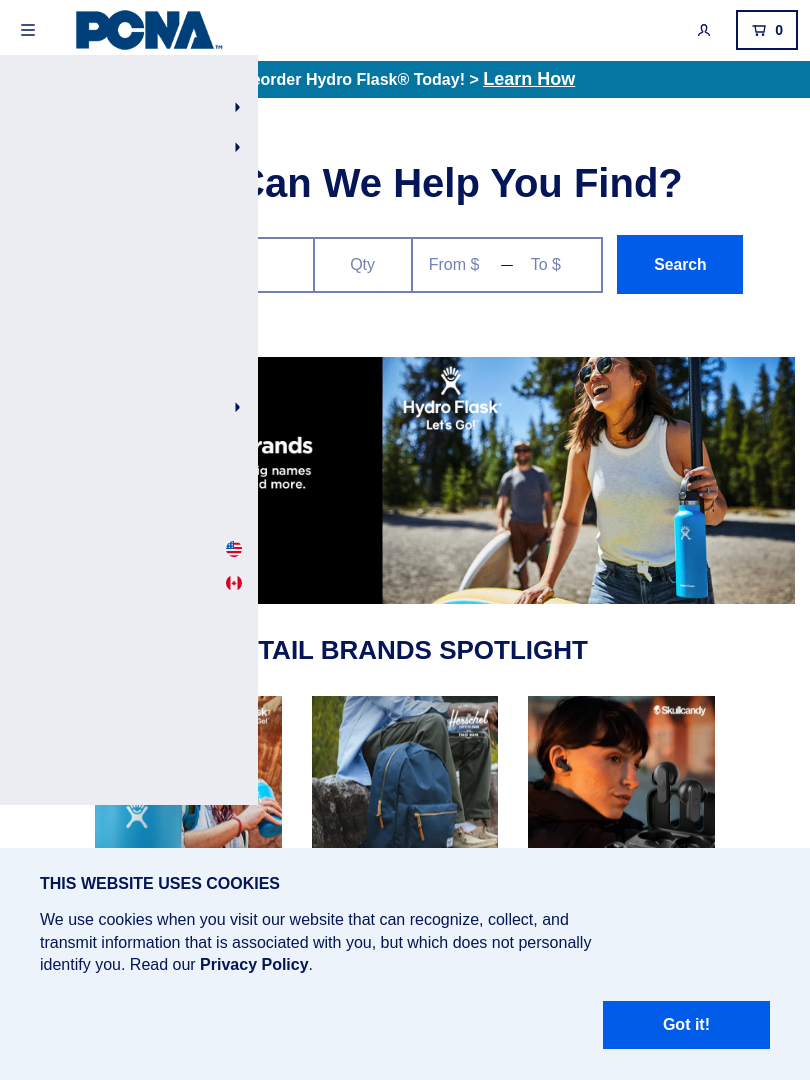 PCNA™
0
eorder Hydro Flask® Today! > Learn How
Can We Help You Find?
Qty
From $ — To $
Search
Hydro Flask
Let's Go!
rands
ig names
d more.
TAIL BRANDS SPOTLIGHT
Herschel
Skullcandy
THIS WEBSITE USES COOKIES
We use cookies when you visit our website that can recognize, collect, and
transmit information that is associated with you, but which does not personally
identify you. Read our Privacy Policy.
Got it!